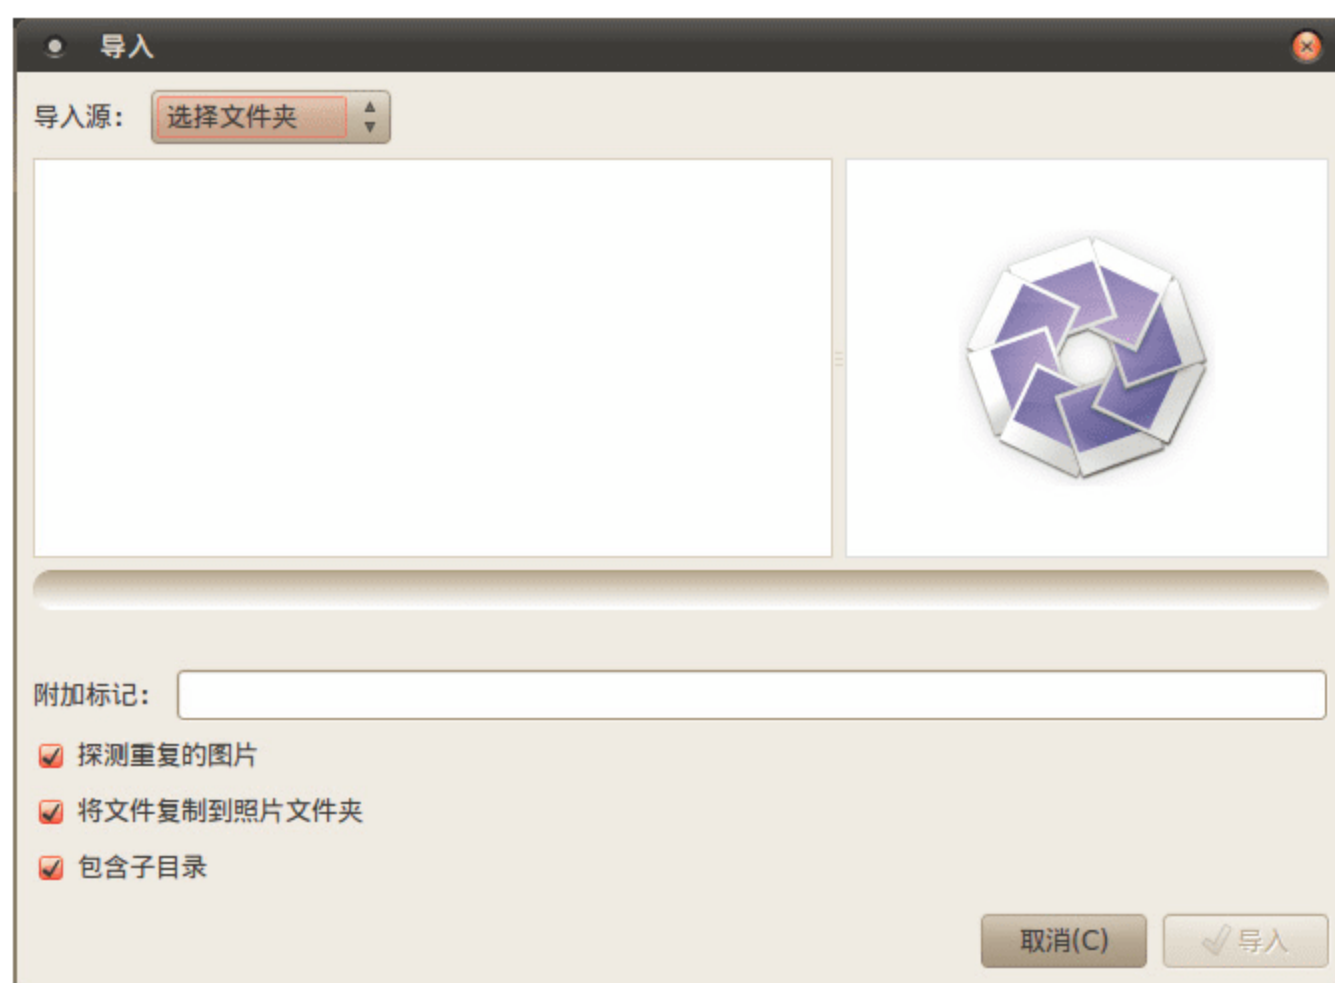 导入
导入源： 选择文件夹
附加标记：
探测重复的图片
将文件复制到照片文件夹
包含子目录
取消(C) 导入